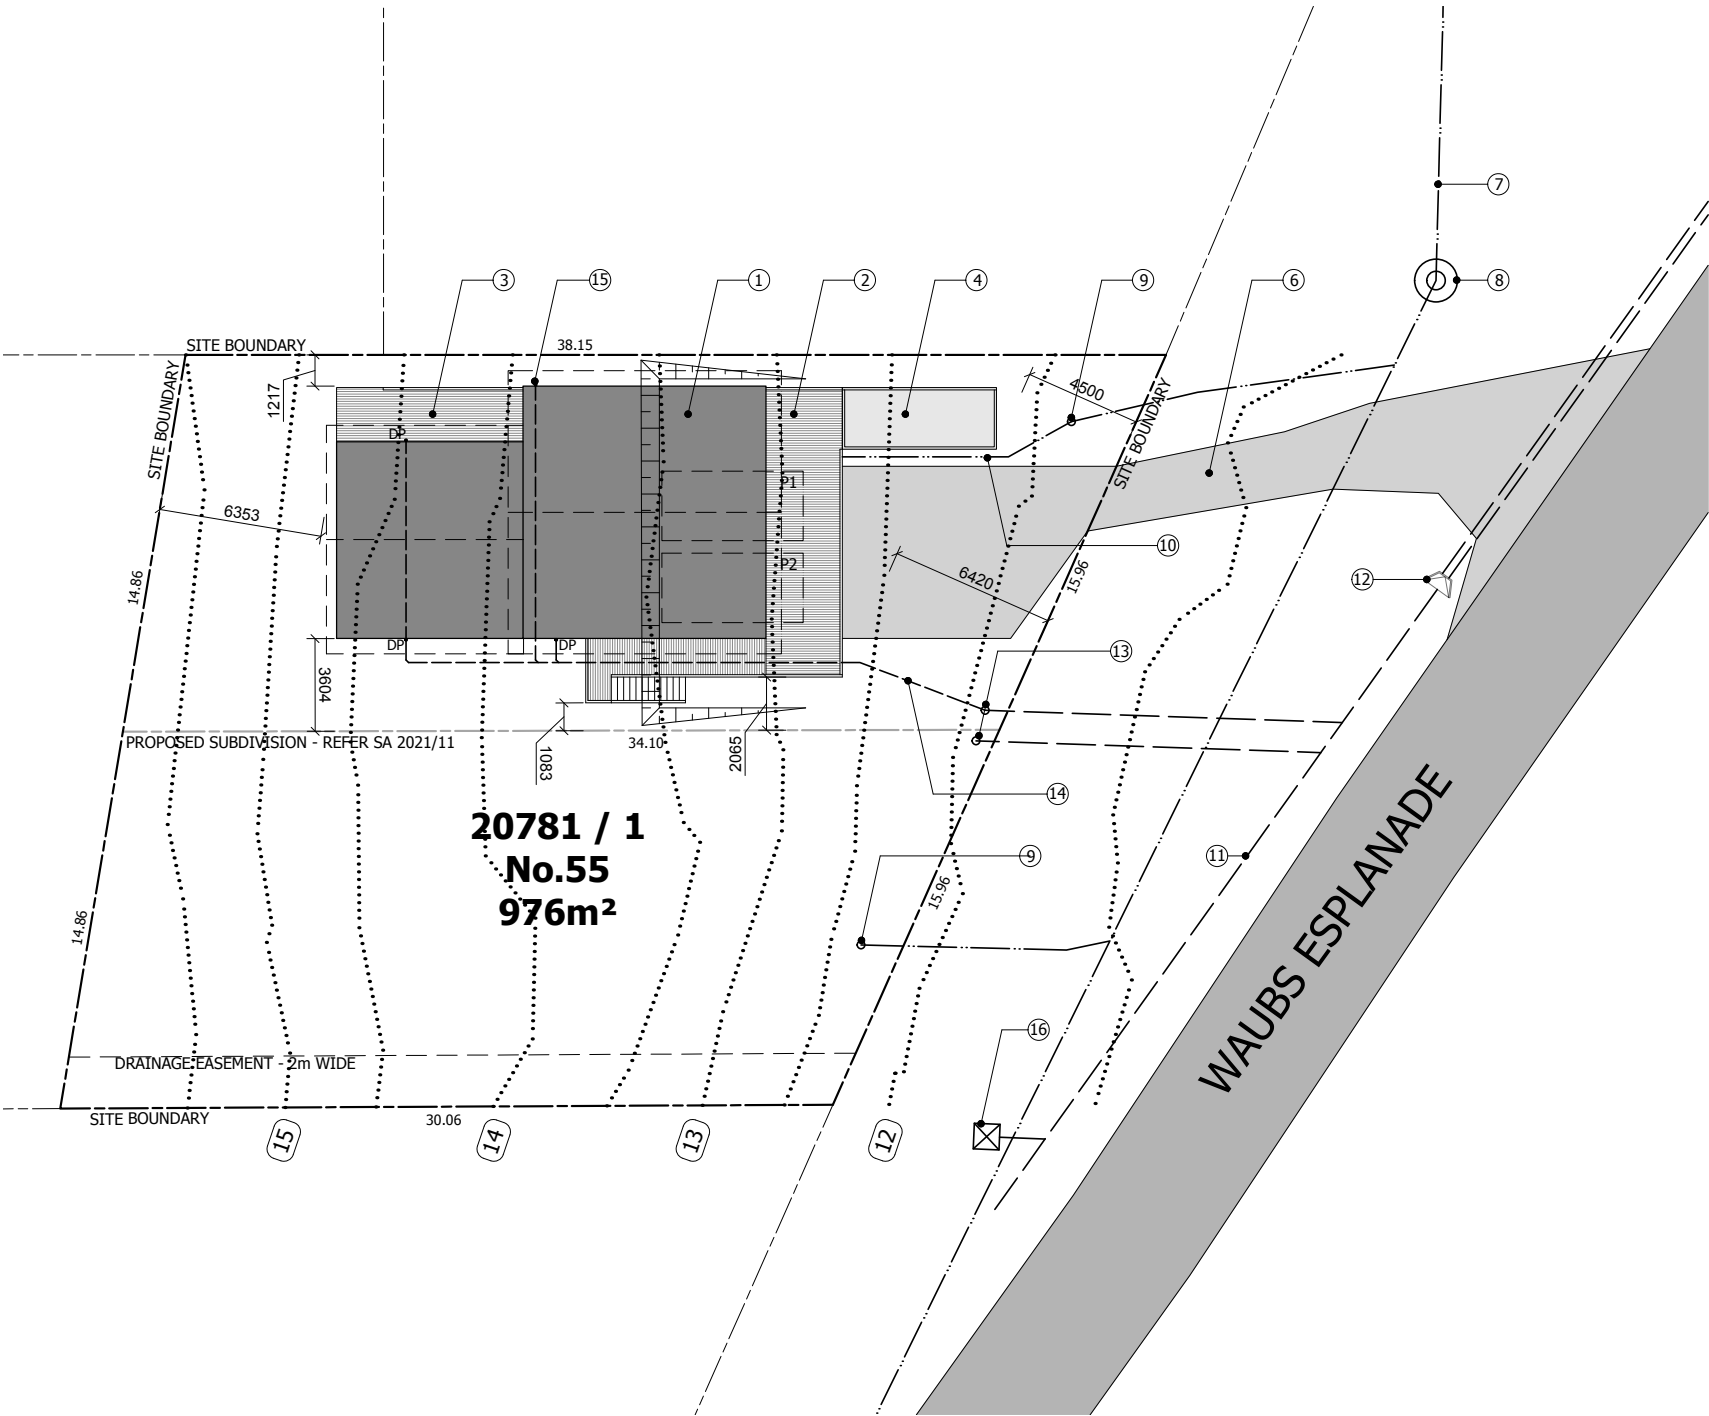 7
3
15
1
2
4
9
6
8
SITE BOUNDARY
38.15
SITE BOUNDARY
1217
4500
SITE BOUNDARY
DP
P1
6353
10
P2
6420
15.96
12
14.86
DP
DP
13
3604
PROPOSED SUBDIVISION - REFER SA 2021/11
34.10
1083
2065
14
20781 / 1
No.55
976m²
9
11
15.96
14.86
WAUBS ESPLANADE
16
DRAINAGE EASEMENT - 2m WIDE
SITE BOUNDARY
30.06
15
14
13
12